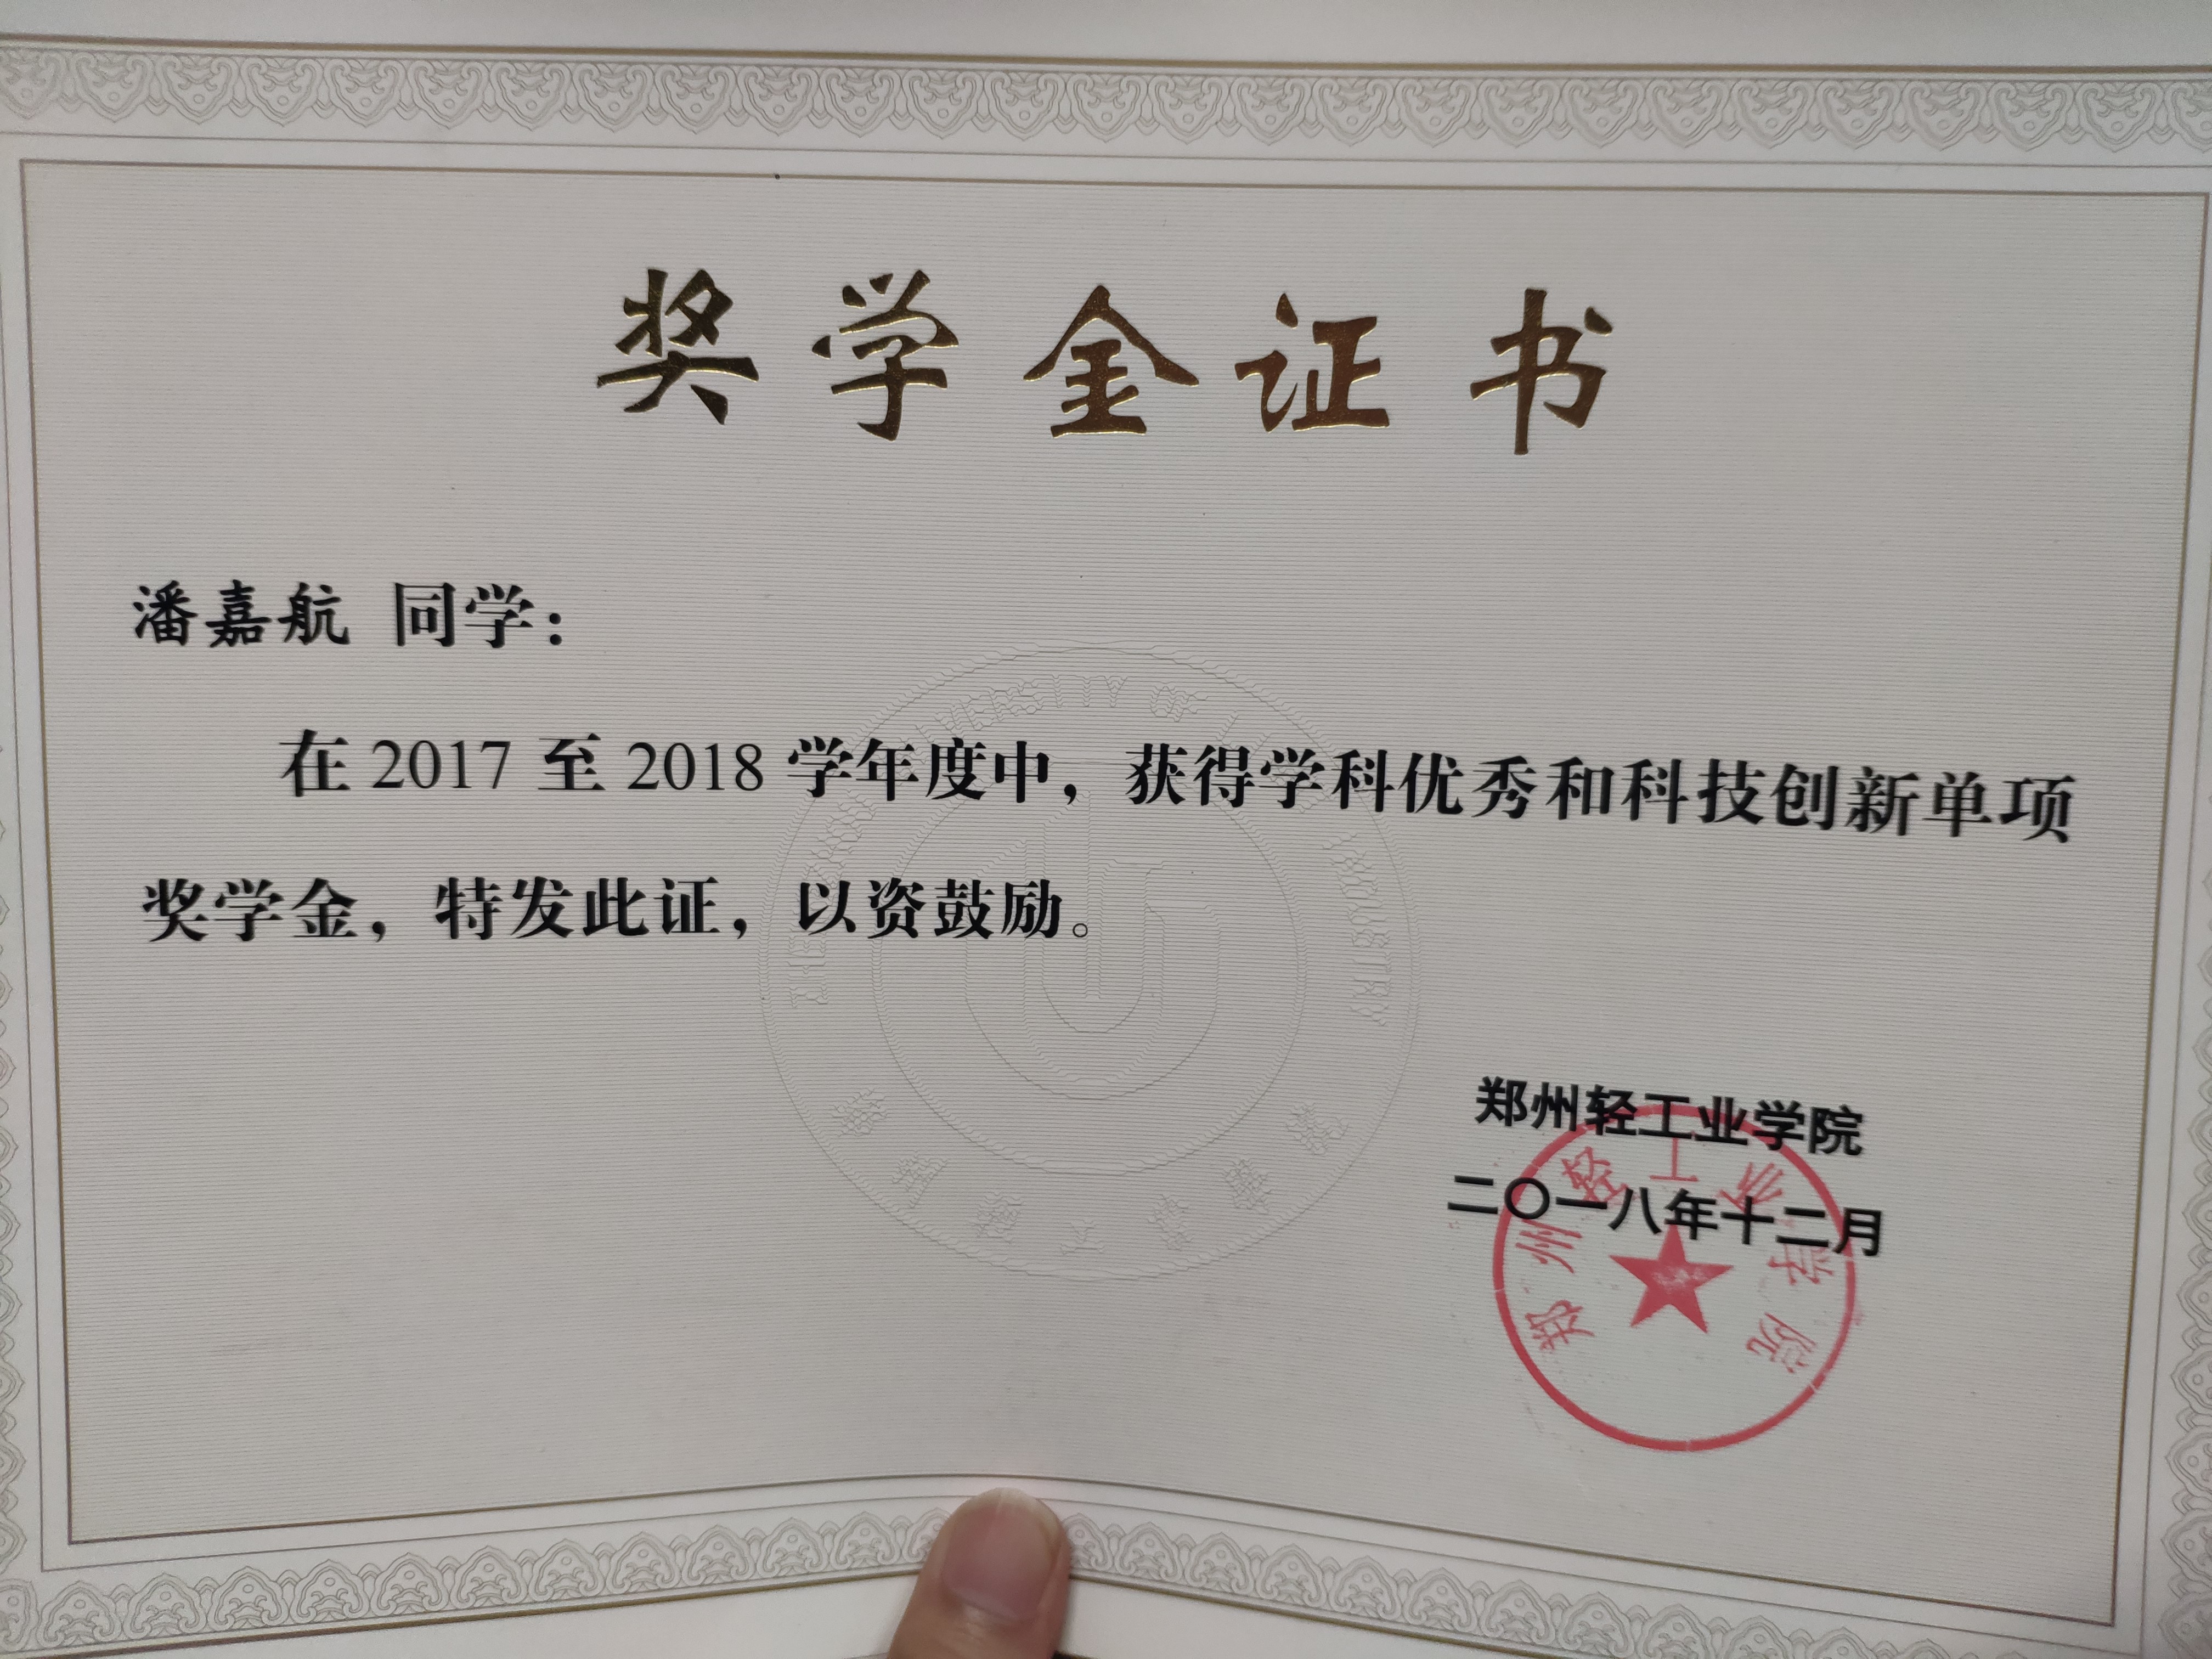 奖学金证书
潘嘉航 同学：
在 2017 至 2018 学年度中，获得学科优秀和科技创新单项
奖学金，特发此证，以资鼓励。
郑州轻工业学院
二〇一八年十二月
郑州轻工业学院
UNIVERSITY OF
INDUSTRY